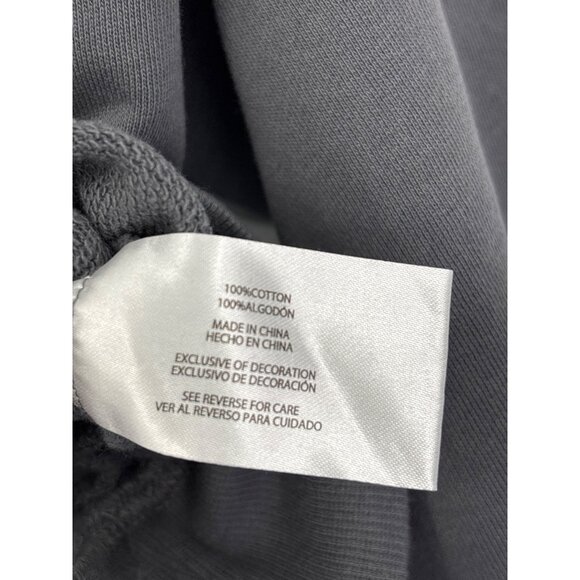 100%COTTON
100%ALGODÓN
MADE IN CHINA
HECHO EN CHINA
EXCLUSIVE OF DECORATION
EXCLUSIVO DE DECORACIÓN
SEE REVERSE FOR CARE
VER AL REVERSO PARA CUIDADO